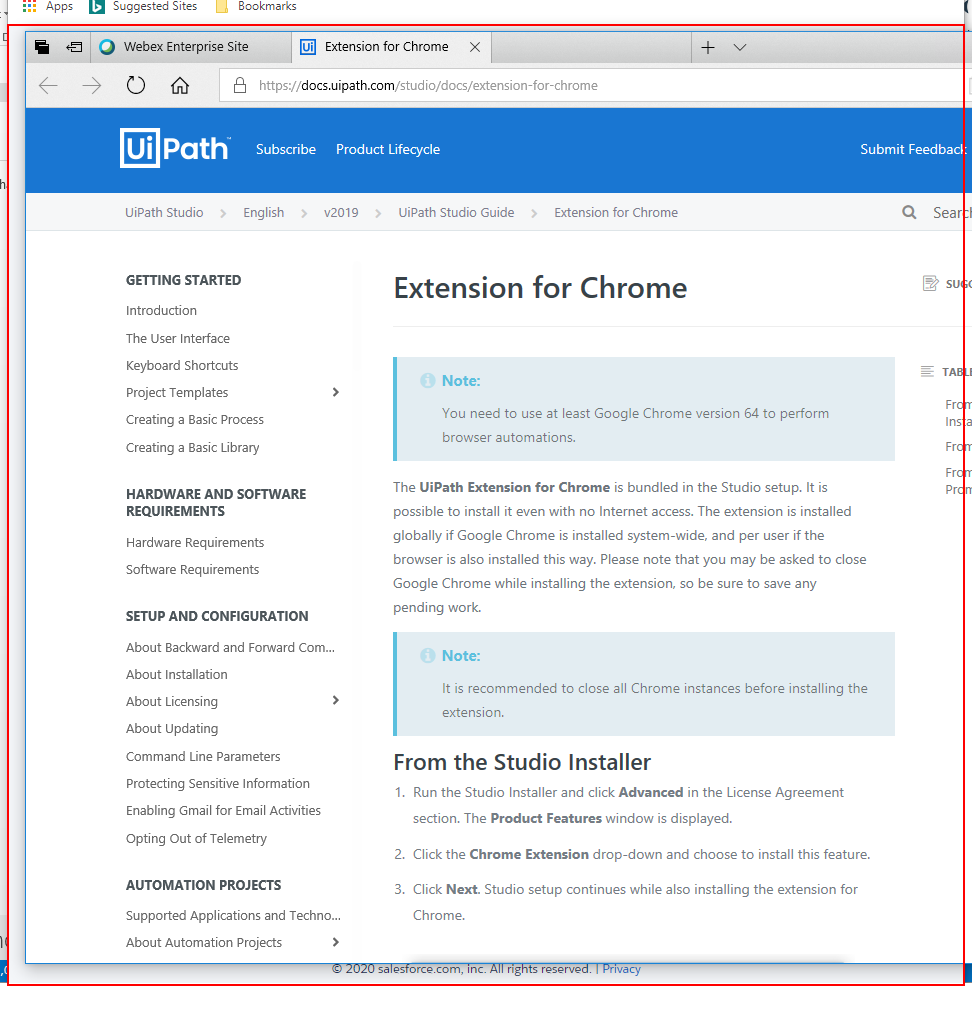 Apps Suggested Sites Bookmarks
Webex Enterprise Site Extension for Chrome
https://docs.uipath.com/studio/docs/extension-for-chrome
UiPath™ Subscribe Product Lifecycle Submit Feedback
UiPath Studio English v2019 UiPath Studio Guide Extension for Chrome Search
GETTING STARTED
Introduction
The User Interface
Keyboard Shortcuts
Project Templates
Creating a Basic Process
Creating a Basic Library
HARDWARE AND SOFTWARE
REQUIREMENTS
Hardware Requirements
Software Requirements
SETUP AND CONFIGURATION
About Backward and Forward Com...
About Installation
About Licensing
About Updating
Command Line Parameters
Protecting Sensitive Information
Enabling Gmail for Email Activities
Opting Out of Telemetry
AUTOMATION PROJECTS
Supported Applications and Techno...
About Automation Projects
Extension for Chrome
Note:
You need to use at least Google Chrome version 64 to perform
browser automations.
The UiPath Extension for Chrome is bundled in the Studio setup. It is
possible to install it even with no Internet access. The extension is installed
globally if Google Chrome is installed system-wide, and per user if the
browser is also installed this way. Please note that you may be asked to close
Google Chrome while installing the extension, so be sure to save any
pending work.
Note:
It is recommended to close all Chrome instances before installing the
extension.
From the Studio Installer
1. Run the Studio Installer and click Advanced in the License Agreement
section. The Product Features window is displayed.
2. Click the Chrome Extension drop-down and choose to install this feature.
3. Click Next. Studio setup continues while also installing the extension for
Chrome.
© 2020 salesforce.com, inc. All rights reserved. | Privacy